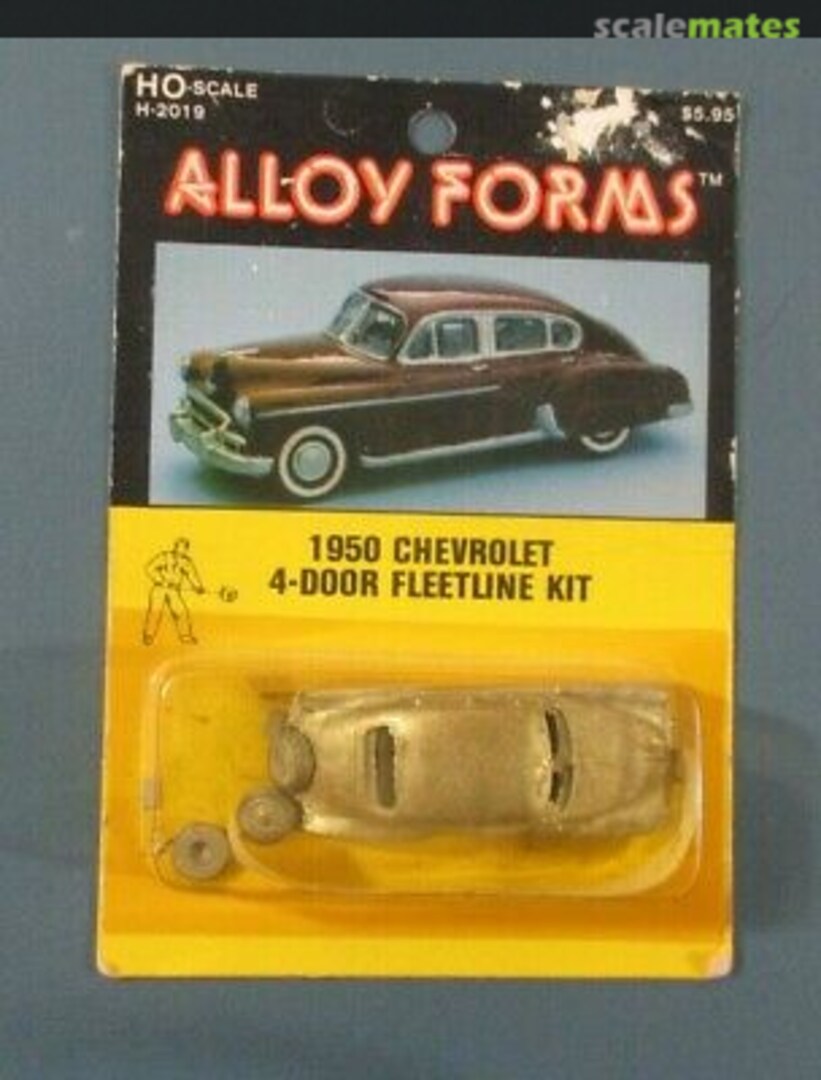 scalemates
HO-SCALE
H-2019
$5.95
ALLOY FORMS™
1950 CHEVROLET
4-DOOR FLEETLINE KIT